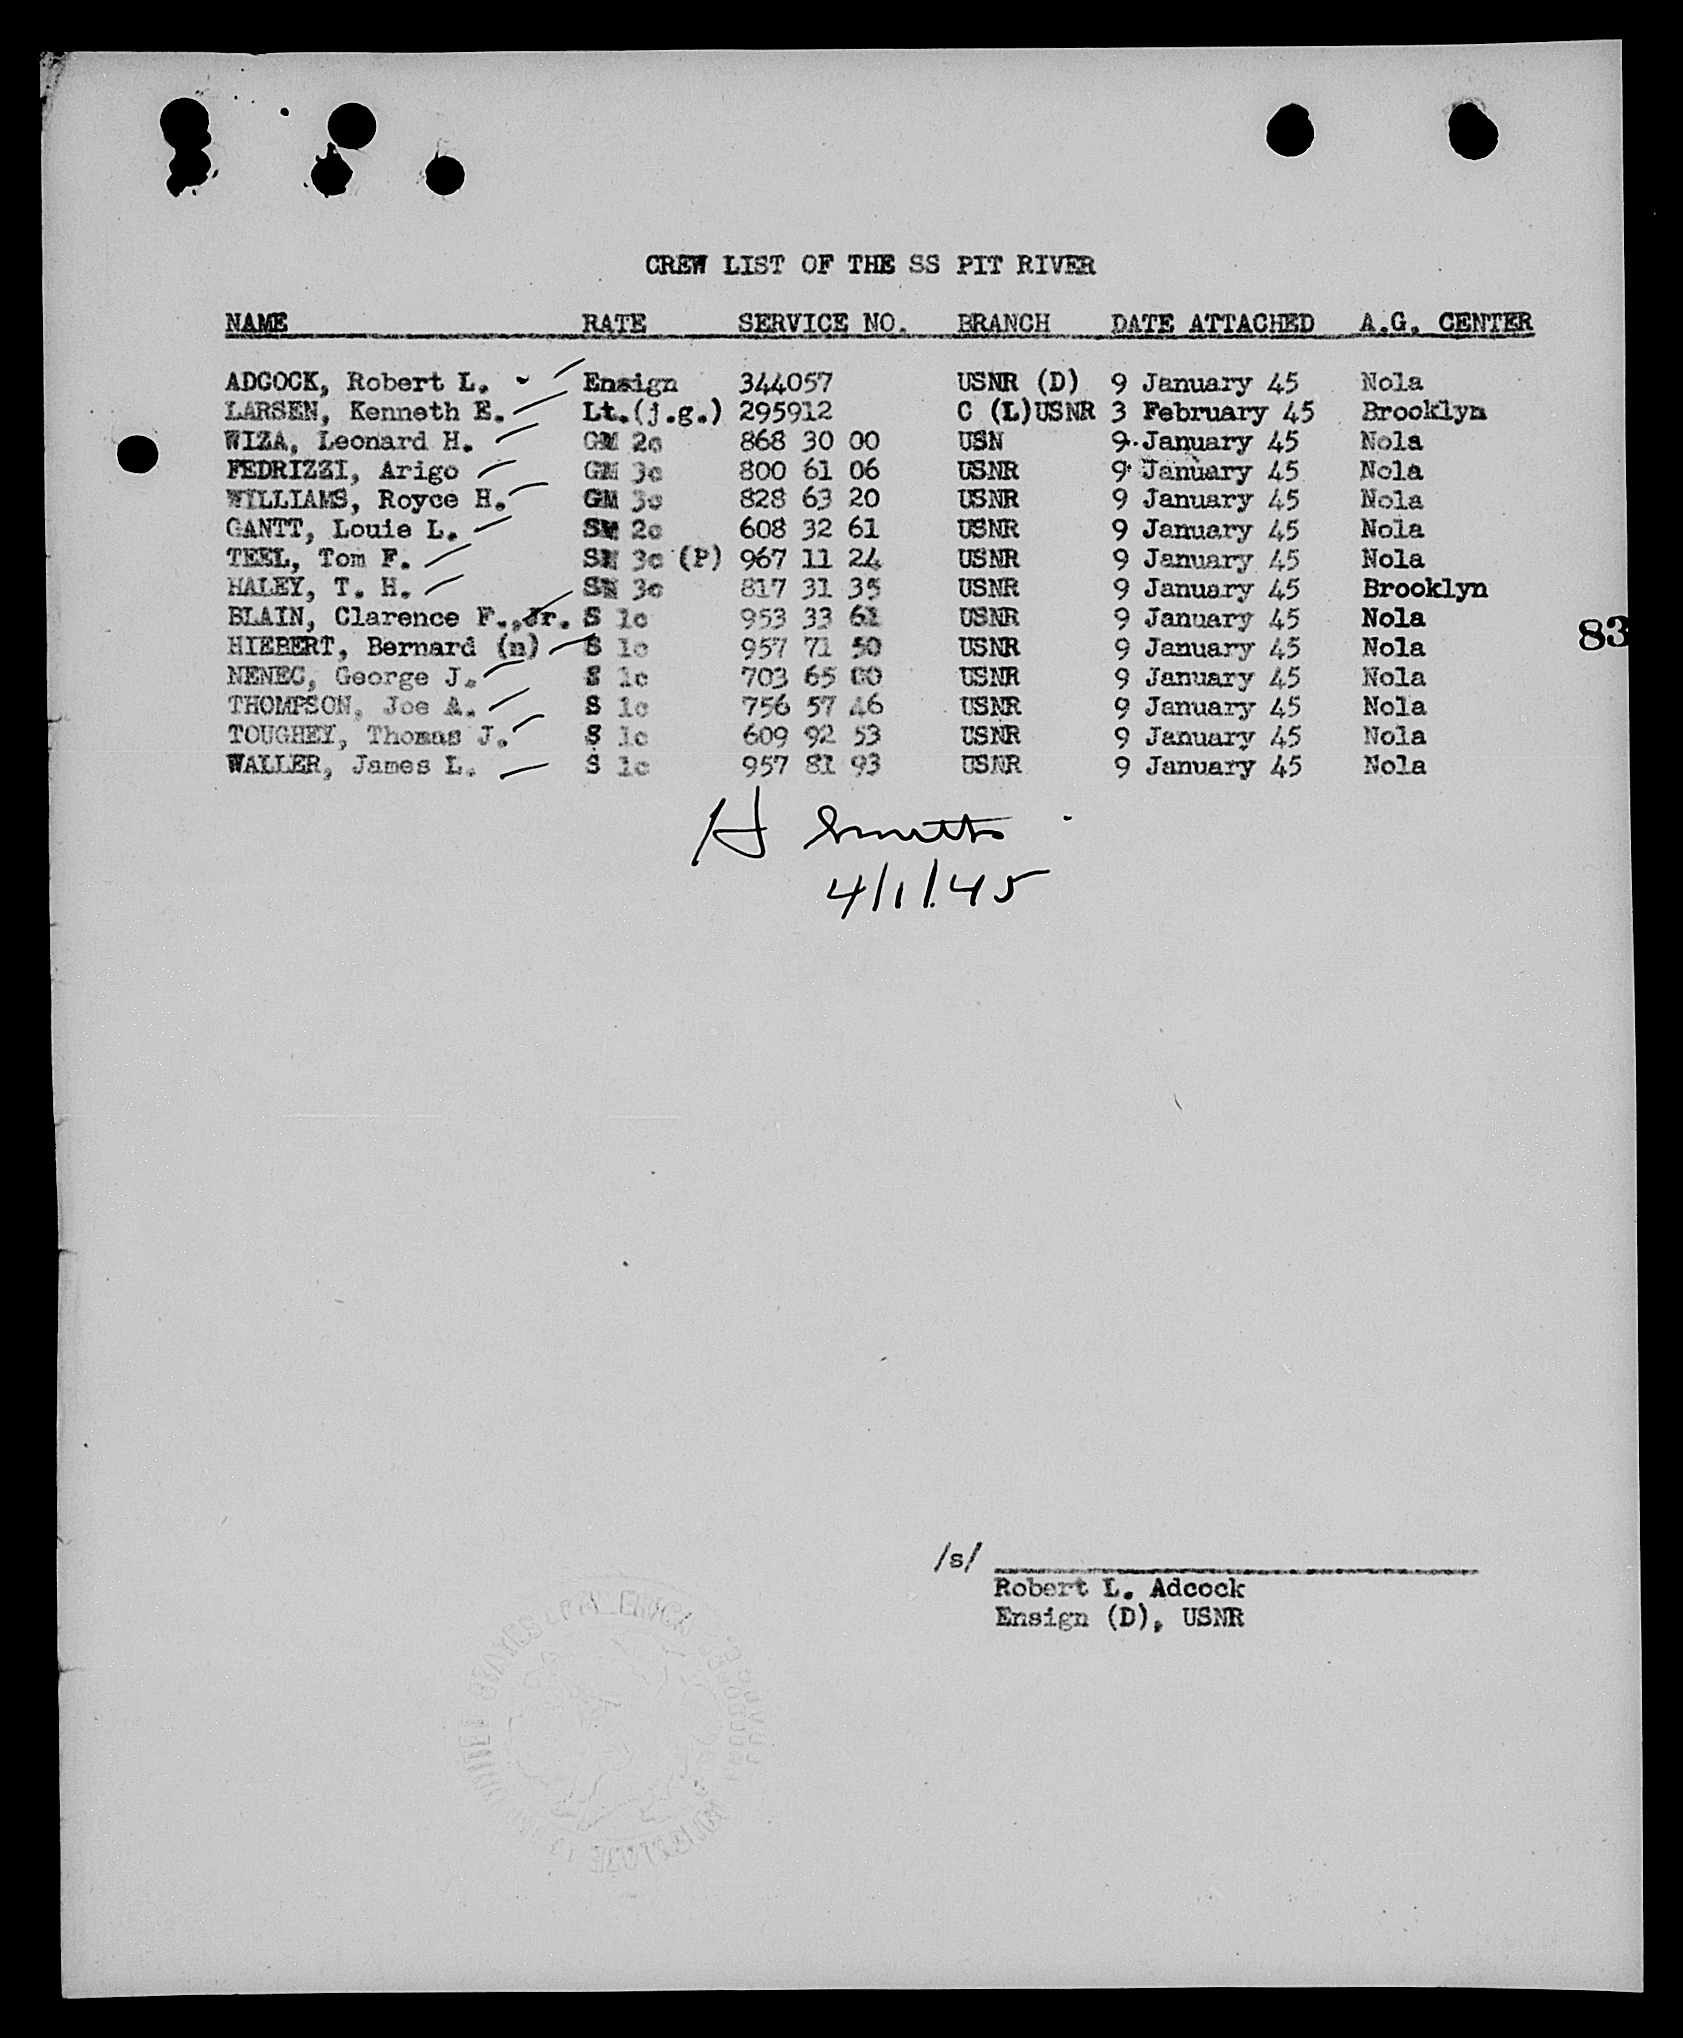 CREW LIST OF THE SS PIT RIVER
NAME RATE SERVICE NO. BRANCH DATE ATTACHED A.G. CENTER
ADCOCK, Robert L. Ensign 344057 USNR (D) 9 January 45 Nola
LARSEN, Kenneth E. Lt.(j.g.) 295912 C (L)USNR 3 February 45 Brooklyn
WIZA, Leonard H. GM 2c 868 30 00 USN 9 January 45 Nola
FEDRIZZI, Arigo GM 3c 800 61 06 USNR 9 January 45 Nola
WILLIAMS, Royce H. GM 3c 828 63 20 USNR 9 January 45 Nola
GANTT, Louie L. SM 2c 608 32 61 USNR 9 January 45 Nola
TEEL, Tom F. SM 3c (P) 967 11 24 USNR 9 January 45 Nola
HALEY, T. H. SM 3c 817 31 35 USNR 9 January 45 Brooklyn
BLAIN, Clarence F.,Jr. S 1c 953 33 61 USNR 9 January 45 Nola
83
HIEBERT, Bernard (n) S 1c 957 71 50 USNR 9 January 45 Nola
NENEC, George J. S 1c 703 65 00 USNR 9 January 45 Nola
THOMPSON, Joe A. S 1c 756 57 46 USNR 9 January 45 Nola
TOUGHEY, Thomas J. S 1c 609 92 53 USNR 9 January 45 Nola
WALLER, James L. S 1c 957 81 93 USNR 9 January 45 Nola
H Smith
4/1/45
/s/
Robert L. Adcock
Ensign (D), USNR